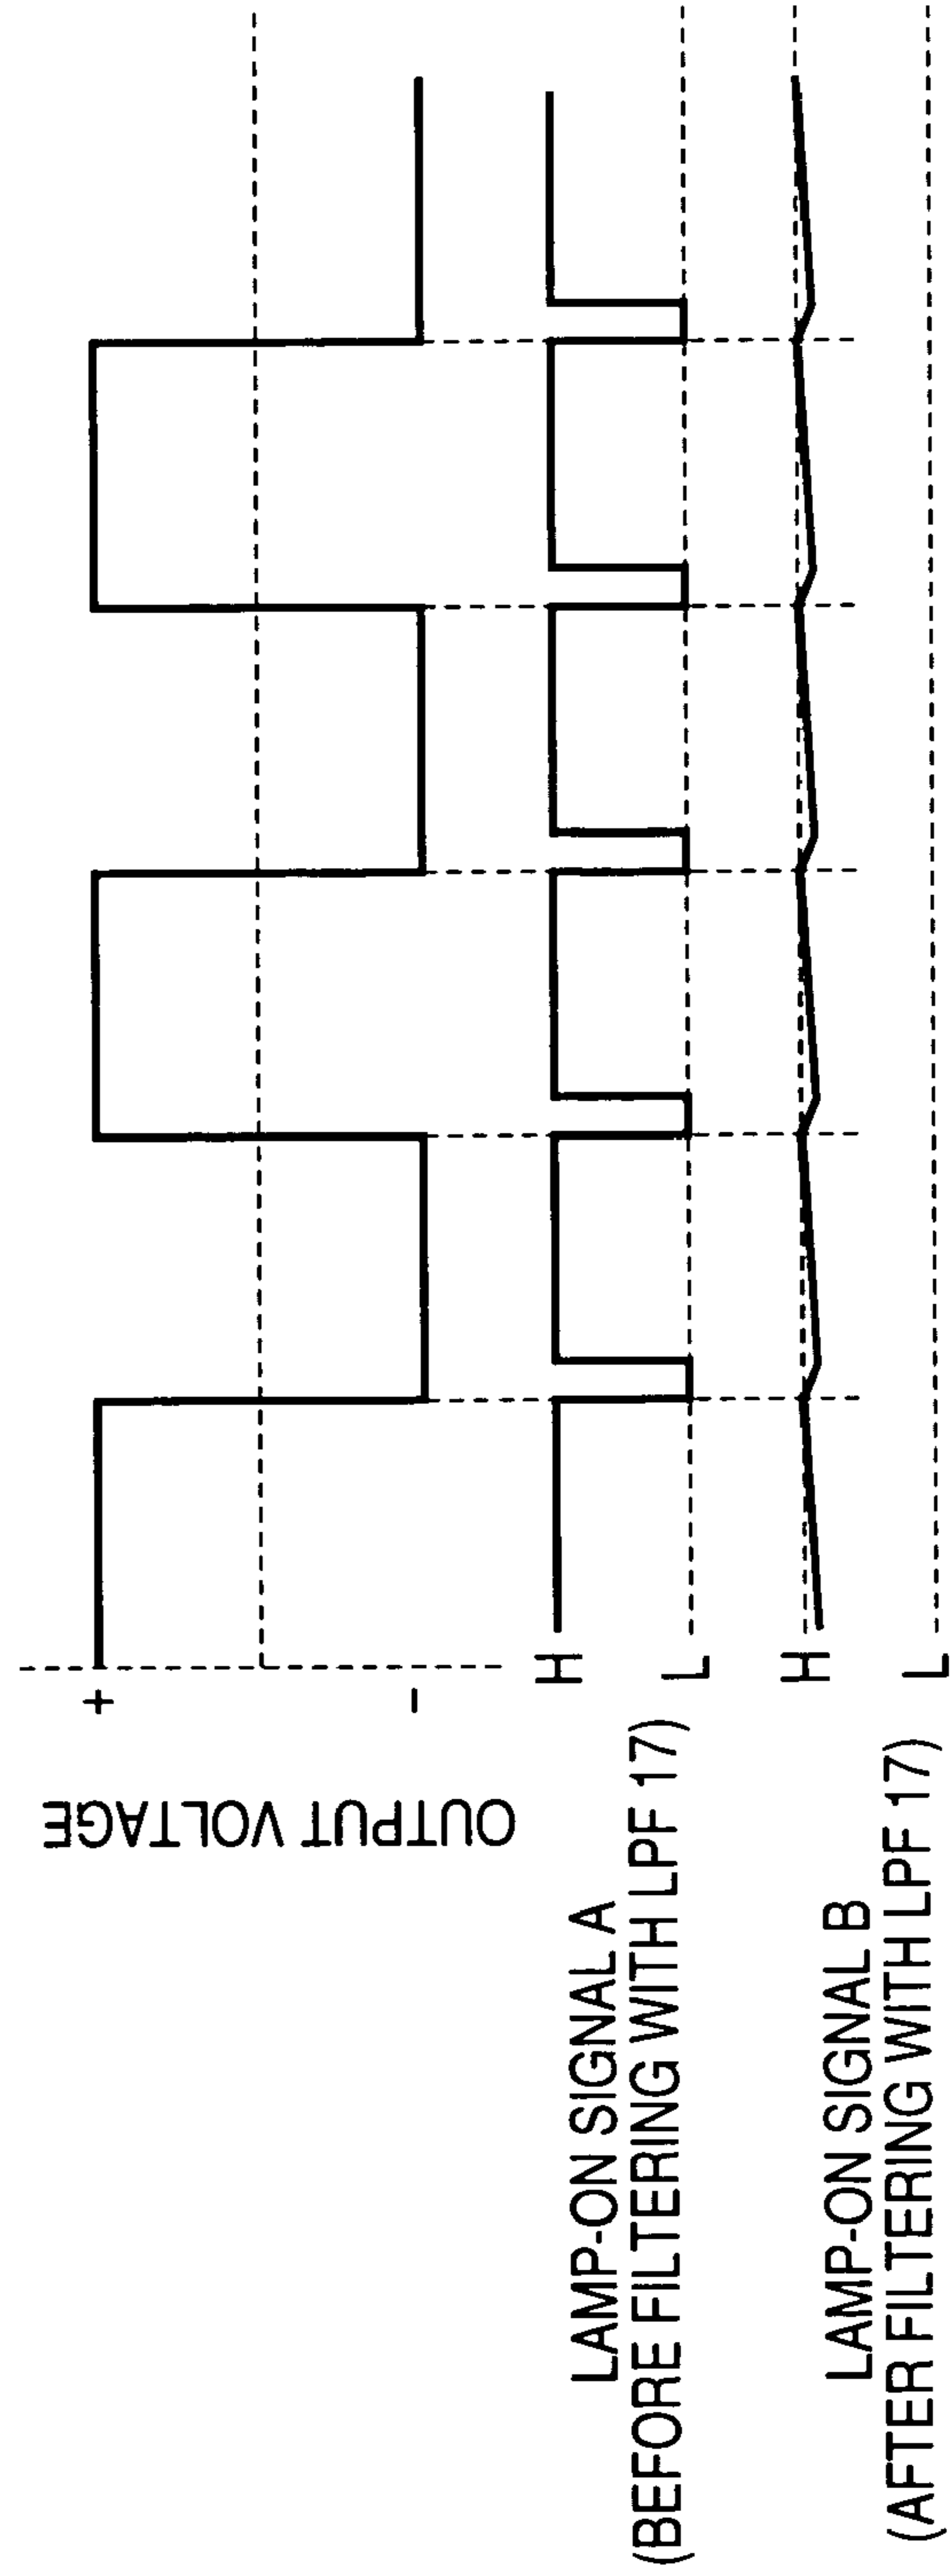 OUTPUT VOLTAGE
+
-
LAMP-ON SIGNAL A
(BEFORE FILTERING WITH LPF 17)
H
L
LAMP-ON SIGNAL B
(AFTER FILTERING WITH LPF 17)
H
L